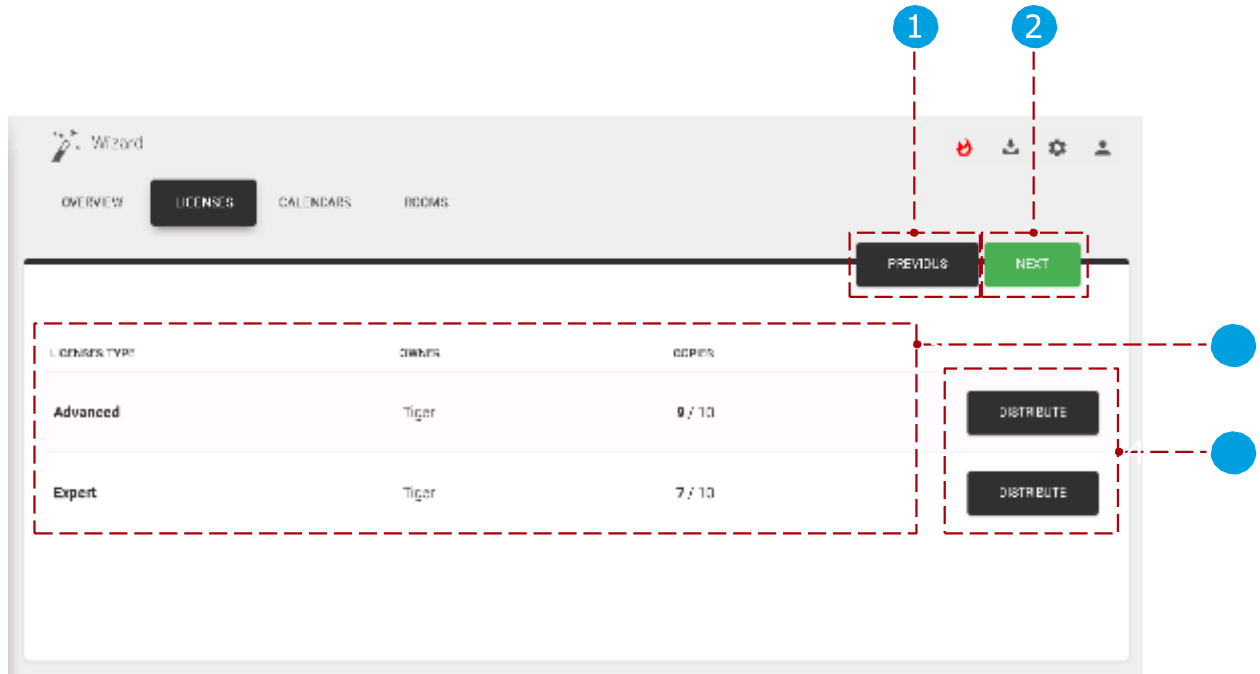 1 2
Wizard
OVERVIEW LICENSES CALENDARS ROOMS
PREVIOUS NEXT
LICENSES TYPE OWNER COPIES
Advanced Tiger 9 / 10 DISTRIBUTE
4
Expert Tiger 7 / 10 DISTRIBUTE